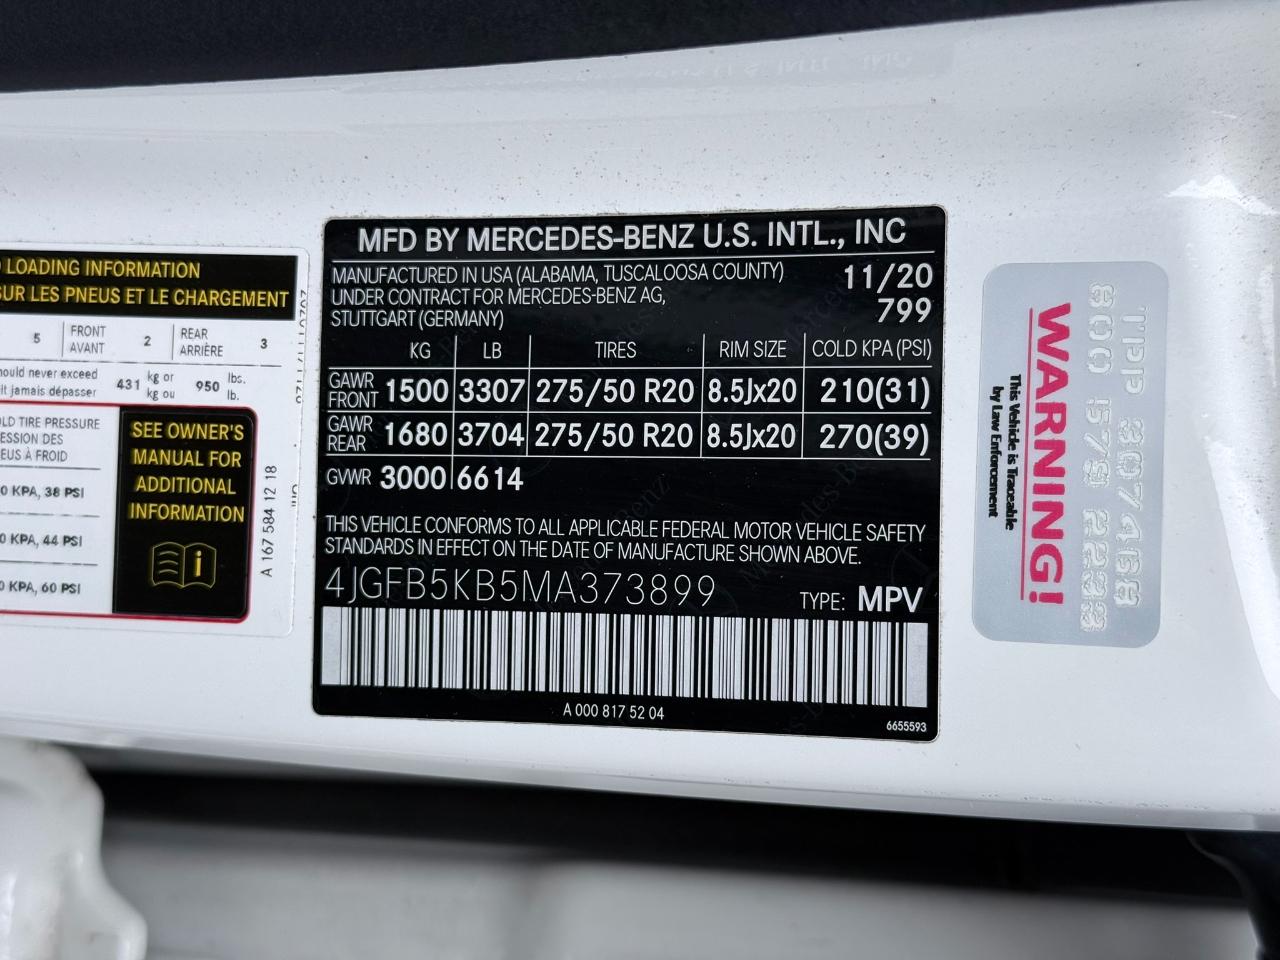 LOADING INFORMATION
SUR LES PNEUS ET LE CHARGEMENT
5 FRONT AVANT 2 REAR ARRIÈRE 3
should never exceed 431 kg or 950 lbs.
jamais dépasser kg ou lb.
TIRE PRESSURE
DES
À FROID
KPA, 38 PSI
KPA, 44 PSI
KPA, 60 PSI
SEE OWNER'S
MANUAL FOR
ADDITIONAL
INFORMATION
i
A 167 584 12 18
MFD BY MERCEDES-BENZ U.S. INTL., INC
MANUFACTURED IN USA (ALABAMA, TUSCALOOSA COUNTY) 11/20
UNDER CONTRACT FOR MERCEDES-BENZ AG, 799
STUTTGART (GERMANY)
KG LB TIRES RIM SIZE COLD KPA (PSI)
GAWR FRONT 1500 3307 275/50 R20 8.5Jx20 210(31)
GAWR REAR 1680 3704 275/50 R20 8.5Jx20 270(39)
GVWR 3000 6614
THIS VEHICLE CONFORMS TO ALL APPLICABLE FEDERAL MOTOR VEHICLE SAFETY
STANDARDS IN EFFECT ON THE DATE OF MANUFACTURE SHOWN ABOVE.
4JGFB5KB5MA373899 TYPE: MPV
A 000 817 52 04
6655593
WARNING!
This Vehicle is Traceable
by Law Enforcement